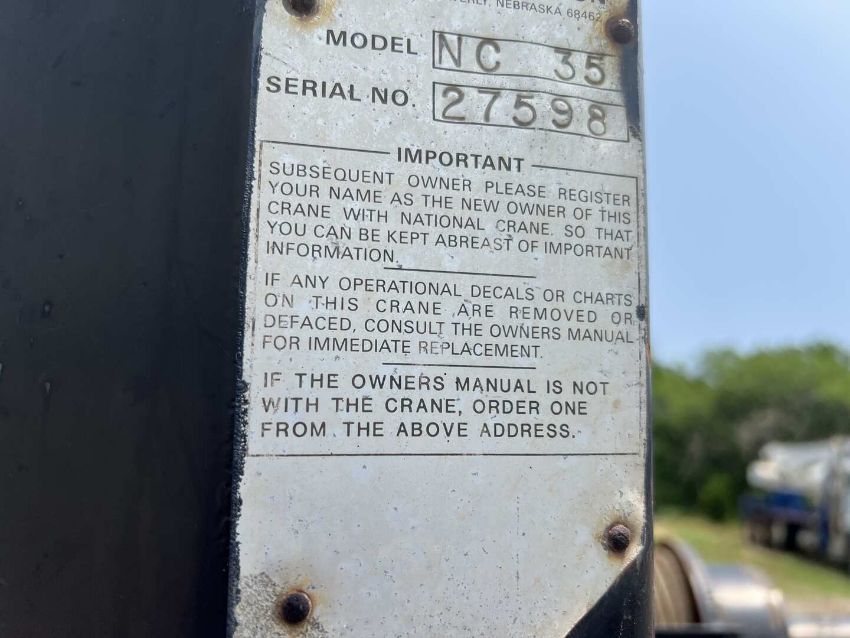 NEBRASKA 68462
MODEL NC 35
SERIAL NO. 27598
IMPORTANT
SUBSEQUENT OWNER PLEASE REGISTER
YOUR NAME AS THE NEW OWNER OF THIS
CRANE WITH NATIONAL CRANE. SO THAT
YOU CAN BE KEPT ABREAST OF IMPORTANT
INFORMATION.
IF ANY OPERATIONAL DECALS OR CHARTS
ON THIS CRANE ARE REMOVED OR
DEFACED, CONSULT THE OWNERS MANUAL
FOR IMMEDIATE REPLACEMENT.
IF THE OWNERS MANUAL IS NOT
WITH THE CRANE, ORDER ONE
FROM THE ABOVE ADDRESS.